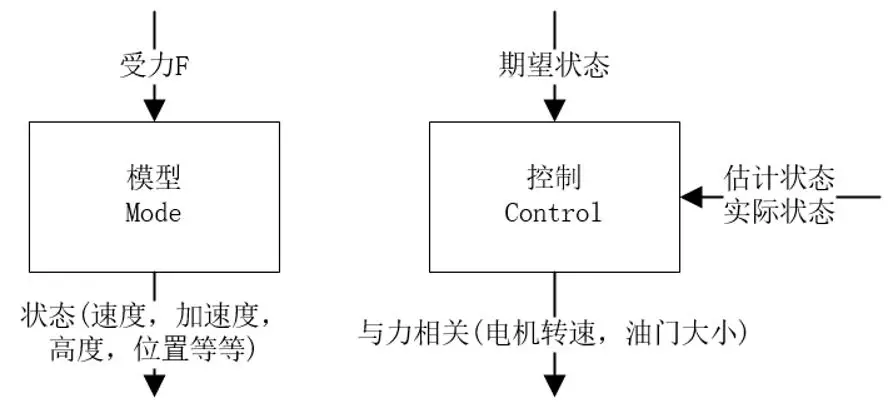 受力F
模型
Mode
状态(速度，加速度，
高度，位置等等)
期望状态
控制
Control
估计状态
实际状态
与力相关(电机转速，油门大小)